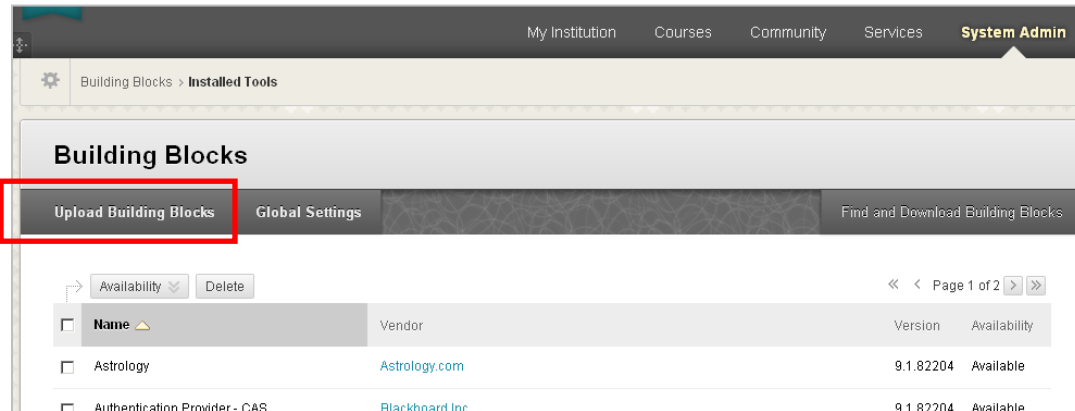 My Institution Courses Community Services System Admin
Building Blocks > Installed Tools
Building Blocks
Upload Building Blocks Global Settings Find and Download Building Blocks
Availability Delete Page 1 of 2
Name Vendor Version Availability
Astrology Astrology.com 9.1.82204 Available
Authentication Provider - CAS Blackboard Inc. 9.1.82204 Available